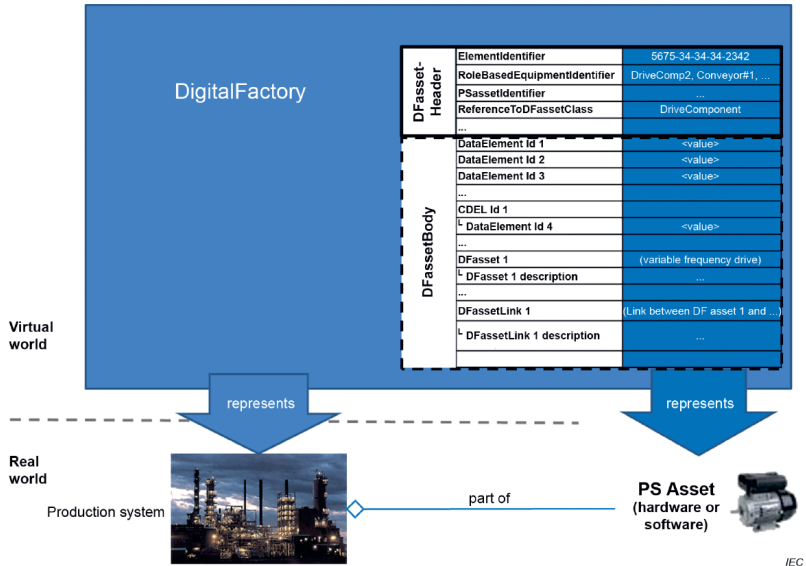 DigitalFactory
DFasset-
Header
ElementIdentifier 5675-34-34-34-2342
RoleBasedEquipmentIdentifier DriveComp2, Conveyor#1, ...
PSassetIdentifier ...
ReferenceToDFassetClass DriveComponent
...
DFassetBody
DataElement Id 1 <value>
DataElement Id 2 <value>
DataElement Id 3 <value>
...
CDEL Id 1
└ DataElement Id 4 <value>
...
DFasset 1 (variable frequency drive)
└ DFasset 1 description ...
...
DFassetLink 1 (Link between DF asset 1 and ...)
└ DFassetLink 1 description ...
Virtual
world
represents
represents
Real
world
Production system
part of
PS Asset
(hardware or
software)
IEC